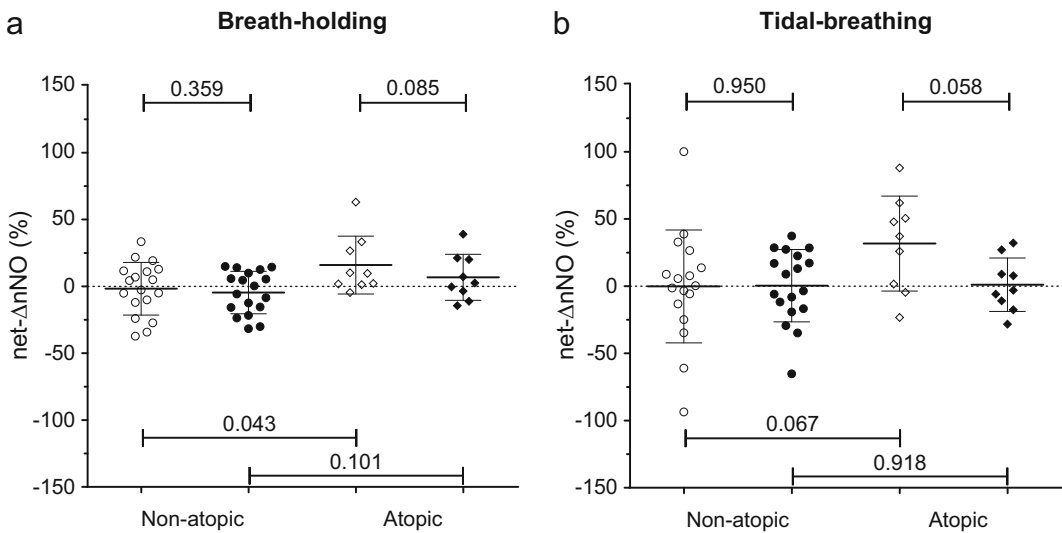 a
Breath-holding
150
100
50
0
-50
-100
-150
net-ΔnNO (%)
0.359
0.085
0.043
0.101
Non-atopic
Atopic
b
Tidal-breathing
150
100
50
0
-50
-100
-150
net-ΔnNO (%)
0.950
0.058
0.067
0.918
Non-atopic
Atopic